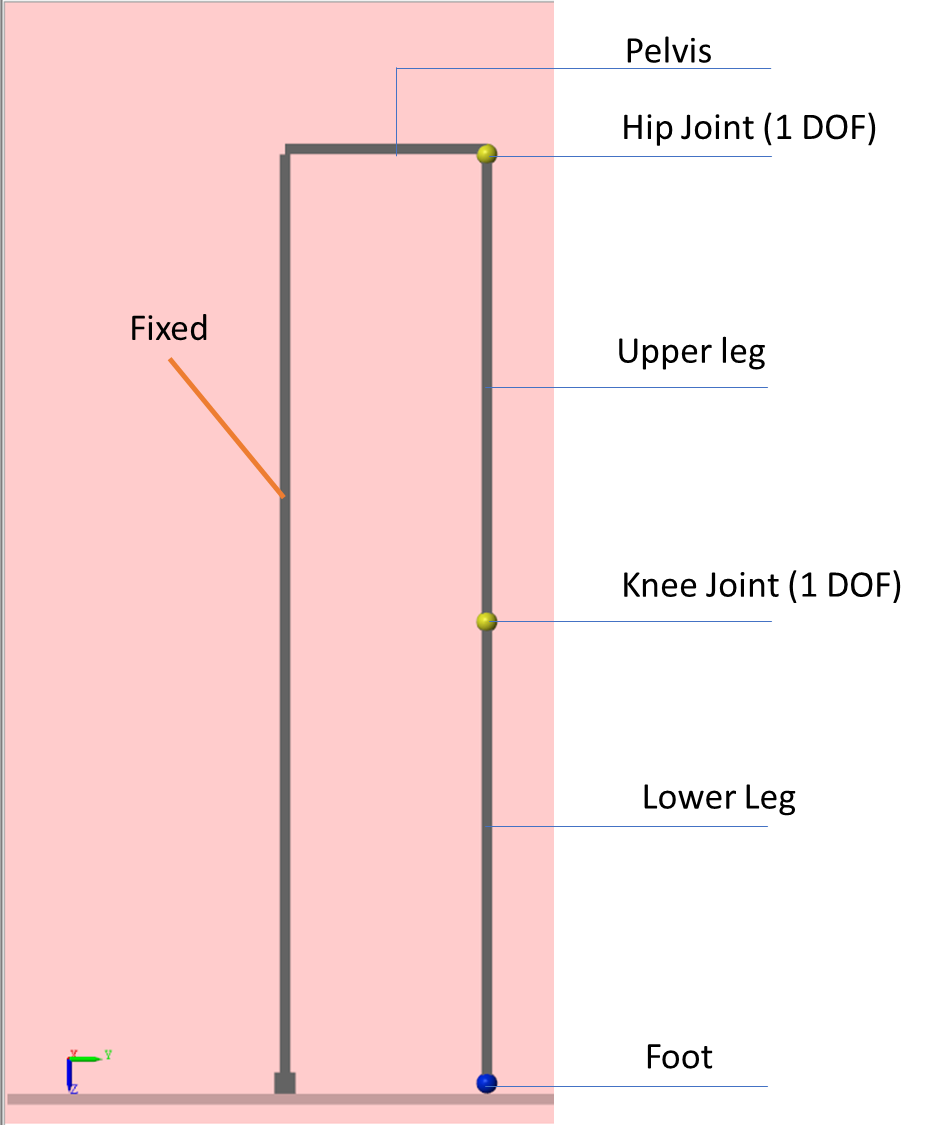 Pelvis
Hip Joint (1 DOF)
Fixed
Upper leg
Knee Joint (1 DOF)
Lower Leg
X
Y
Foot
Z